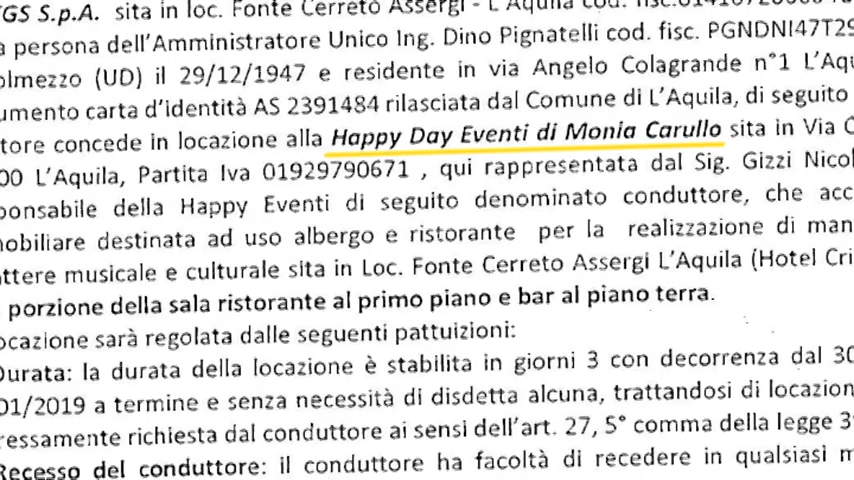 GS S.p.A. sita in loc. Fonte Cerreto Assergi - L'Aquila cod. fisc.
a persona dell'Amministratore Unico Ing. Dino Pignatelli cod. fisc. PGNDNI47T29
olmezzo (UD) il 29/12/1947 e residente in via Angelo Colagrande n°1 L'Aqu
umento carta d'identità AS 2391484 rilasciata dal Comune di L'Aquila, di seguito
tore concede in locazione alla Happy Day Eventi di Monia Carullo sita in Via C
00 L'Aquila, Partita Iva 01929790671 , qui rappresentata dal Sig. Gizzi Nicol
ponsabile della Happy Eventi di seguito denominato conduttore, che acc
mobiliare destinata ad uso albergo e ristorante per la realizzazione di man
attere musicale e culturale sita in Loc. Fonte Cerreto Assergi L'Aquila (Hotel Cri
porzione della sala ristorante al primo piano e bar al piano terra.
ocazione sarà regolata dalle seguenti pattuizioni:
Durata: la durata della locazione è stabilita in giorni 3 con decorrenza dal 30
01/2019 a termine e senza necessità di disdetta alcuna, trattandosi di locazion
ressamente richiesta dal conduttore ai sensi dell'art. 27, 5° comma della legge 39
Recesso del conduttore: il conduttore ha facoltà di recedere in qualsiasi m